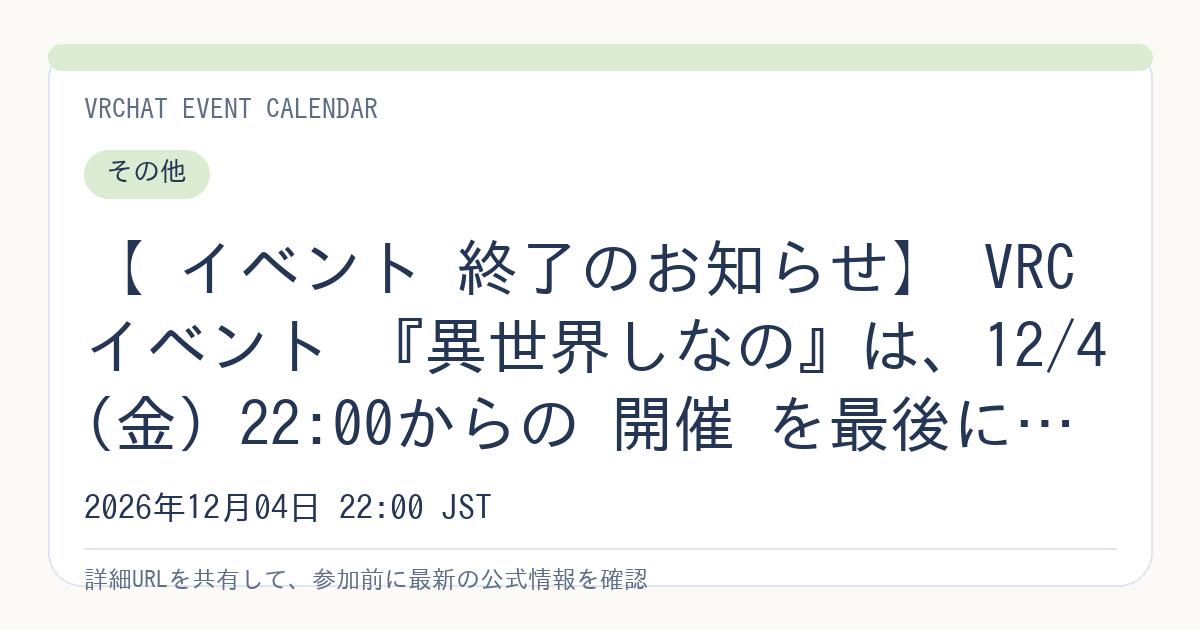 VRCHAT EVENT CALENDAR
その他
【 イベント 終了のお知らせ】 VRC
イベント 『異世界しなの』は、12/4
(金) 22:00からの 開催 を最後に…
2026年12月04日 22:00 JST
詳細URLを共有して、参加前に最新の公式情報を確認